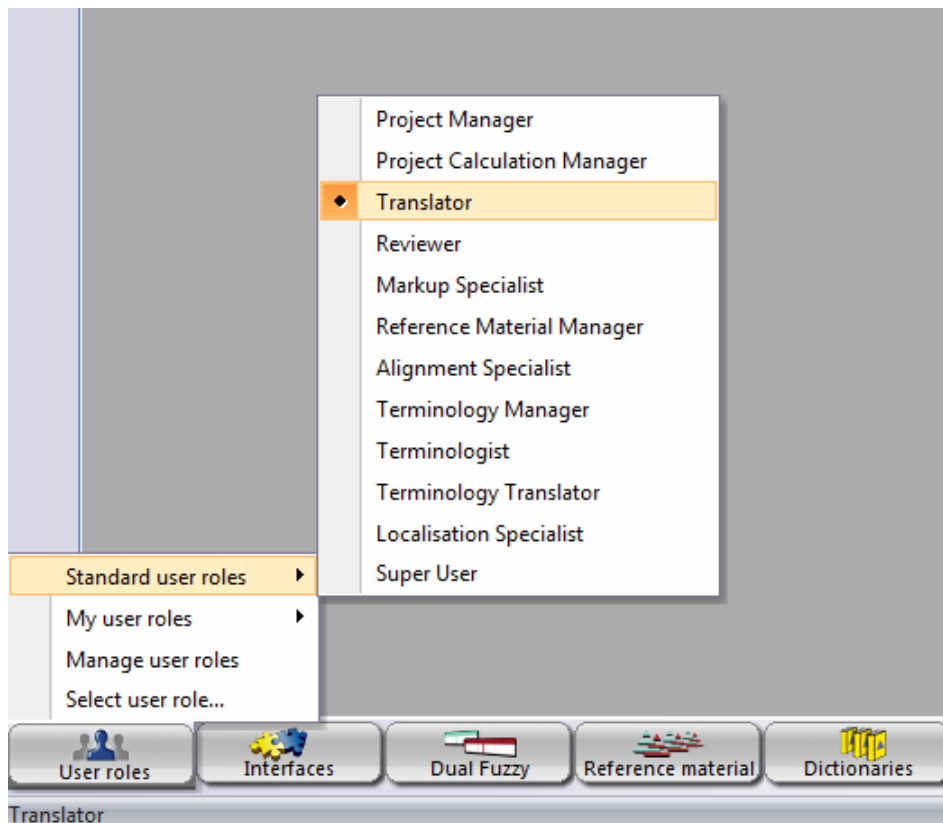 Project Manager
Project Calculation Manager
Translator
Reviewer
Markup Specialist
Reference Material Manager
Alignment Specialist
Terminology Manager
Terminologist
Terminology Translator
Localisation Specialist
Super User
Standard user roles
My user roles
Manage user roles
Select user role...
User roles
Interfaces
Dual Fuzzy
Reference material
Dictionaries
Translator